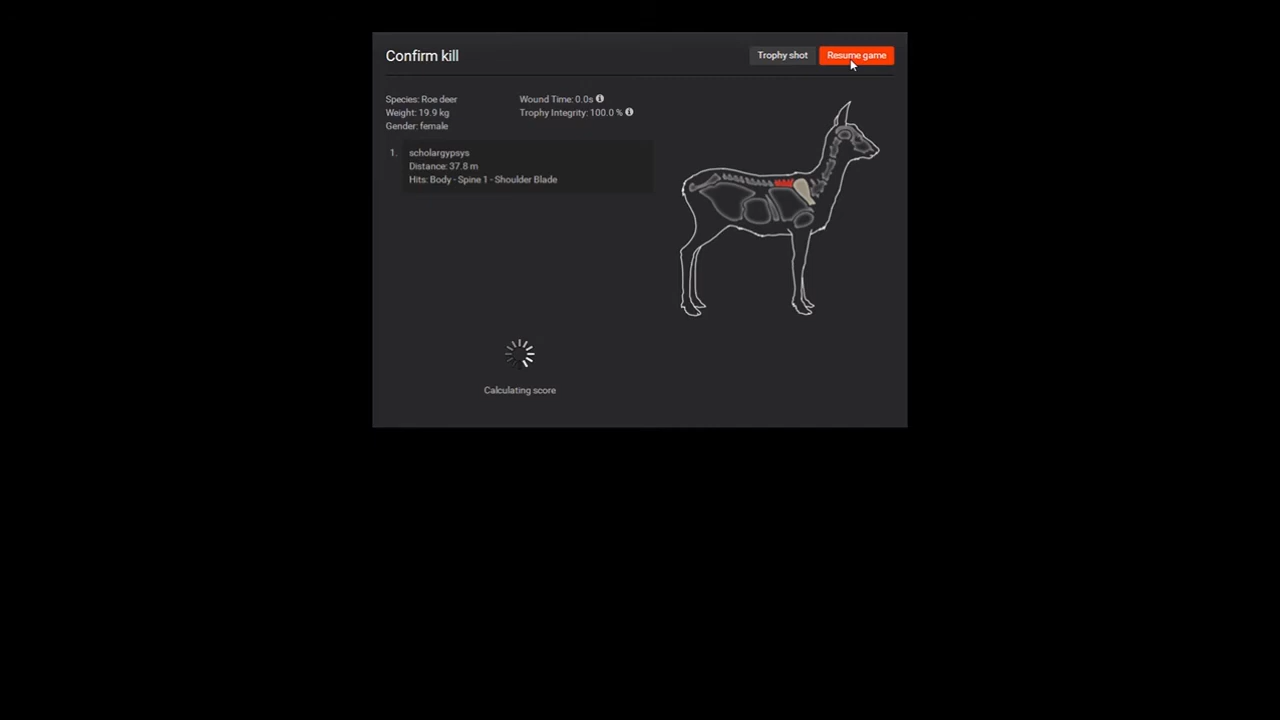 Confirm kill
Trophy shot
Resume game
Species: Roe deer
Weight: 19.9 kg
Gender: female
Wound Time: 0.0s
Trophy Integrity: 100.0 %
1.
scholargypsys
Distance: 37.8 m
Hits: Body - Spine 1 - Shoulder Blade
Calculating score